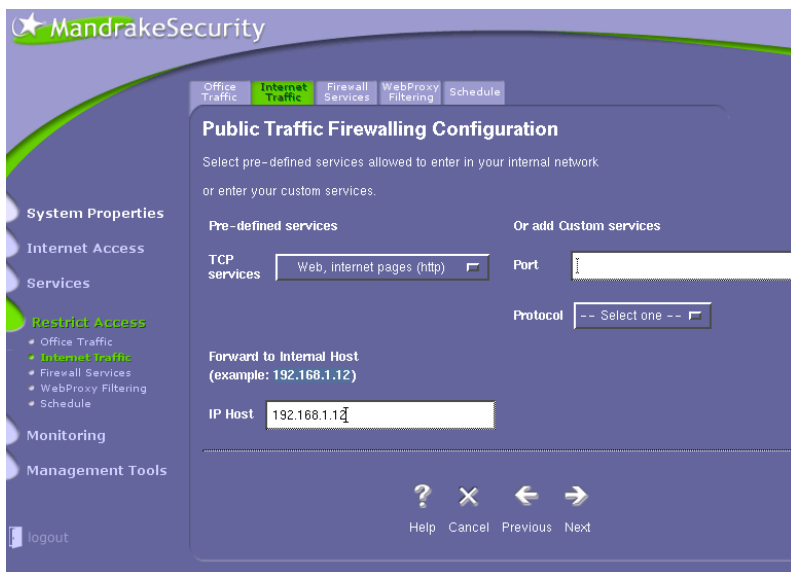 MandrakeSecurity
Office Traffic
Internet Traffic
Firewall Services
WebProxy Filtering
Schedule
Public Traffic Firewalling Configuration
Select pre-defined services allowed to enter in your internal network
or enter your custom services.
System Properties
Internet Access
Services
Restrict Access
Office Traffic
Internet Traffic
Firewall Services
WebProxy Filtering
Schedule
Monitoring
Management Tools
logout
Pre-defined services
Or add Custom services
TCP
services
Web, internet pages (http)
Port
Protocol
-- Select one --
Forward to Internal Host
(example: 192.168.1.12)
IP Host
192.168.1.12
?
Help
Cancel
Previous
Next